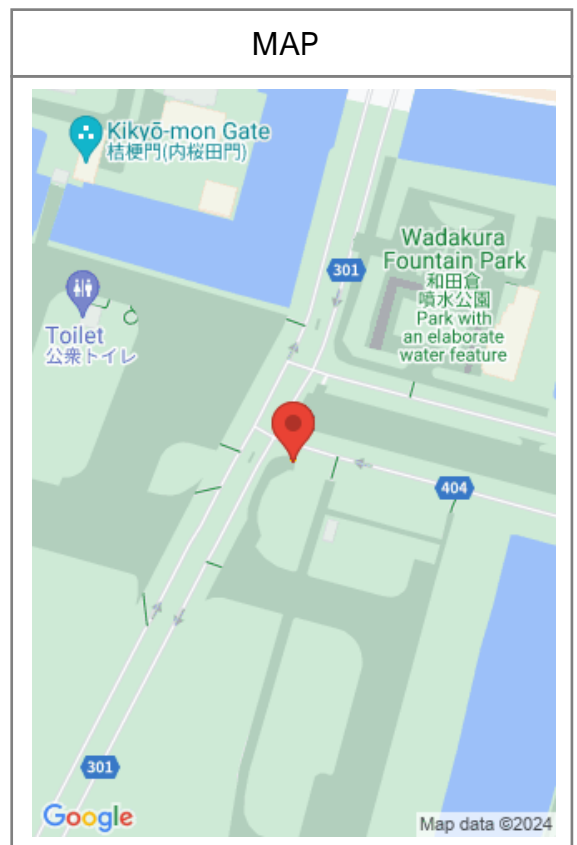 MAP
Kikyō-mon Gate
桔梗門(内桜田門)
301
Wadakura
Fountain Park
和田倉
噴水公園
Park with
an elaborate
water feature
Toilet
公衆トイレ
404
301
Google
Map data ©2024